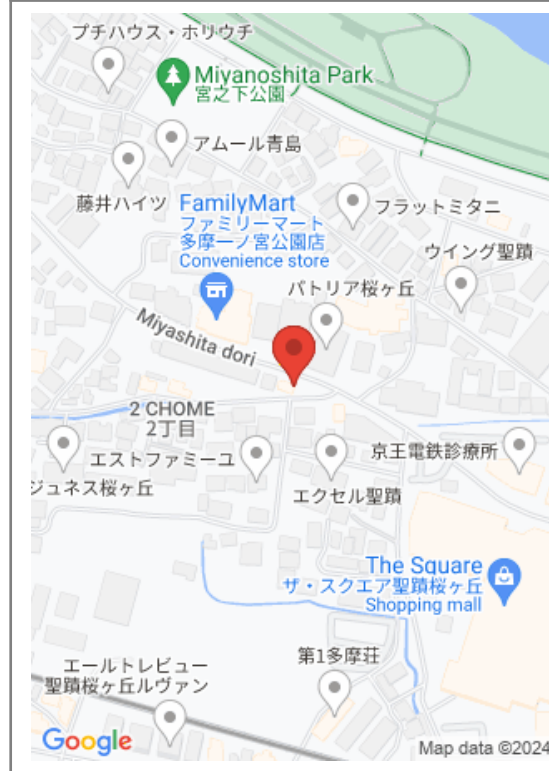 プチハウス・ホリウチ
Miyanoshita Park
宮之下公園
アムール青島
藤井ハイツ
FamilyMart
ファミリーマート
多摩一ノ宮公園店
Convenience store
フラットミタニ
ウイング聖蹟
パトリア桜ヶ丘
Miyashita dori
2 CHOME
2丁目
エストファミーユ
京王電鉄診療所
ジュネス桜ヶ丘
エクセル聖蹟
The Square
ザ・スクエア聖蹟桜ヶ丘
Shopping mall
第1多摩荘
エールトレビュー
聖蹟桜ヶ丘ルヴァン
Google
Map data ©2024